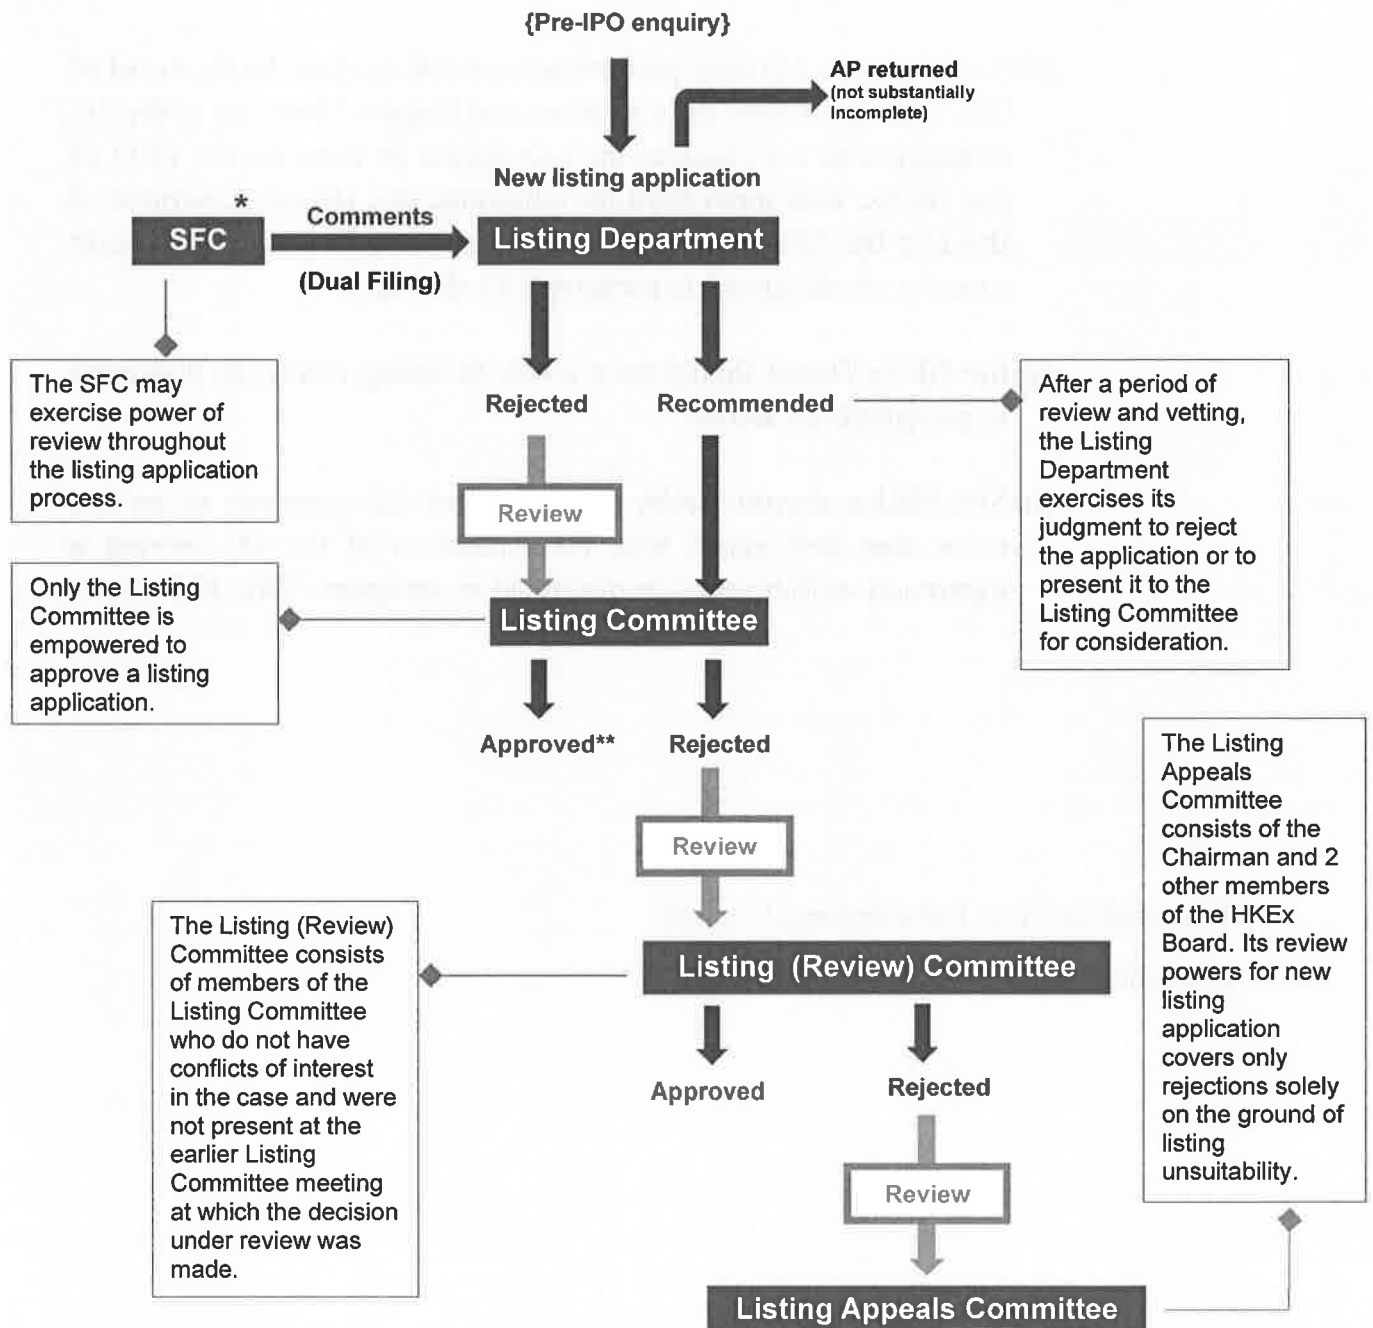 {Pre-IPO enquiry}
AP returned
(not substantially
Incomplete)
New listing application
*
SFC
Comments
(Dual Filing)
Listing Department
The SFC may
exercise power of
review throughout
the listing application
process.
Rejected
Recommended
After a period of
review and vetting,
the Listing
Department
exercises its
judgment to reject
the application or to
present it to the
Listing Committee
for consideration.
Review
Only the Listing
Committee is
empowered to
approve a listing
application.
Listing Committee
Approved**
Rejected
The Listing
Appeals
Committee
consists of the
Chairman and 2
other members
of the HKEx
Board. Its review
powers for new
listing
application
covers only
rejections solely
on the ground of
listing
unsuitability.
Review
The Listing (Review)
Committee consists
of members of the
Listing Committee
who do not have
conflicts of interest
in the case and were
not present at the
earlier Listing
Committee meeting
at which the decision
under review was
made.
Listing (Review) Committee
Approved
Rejected
Review
Listing Appeals Committee